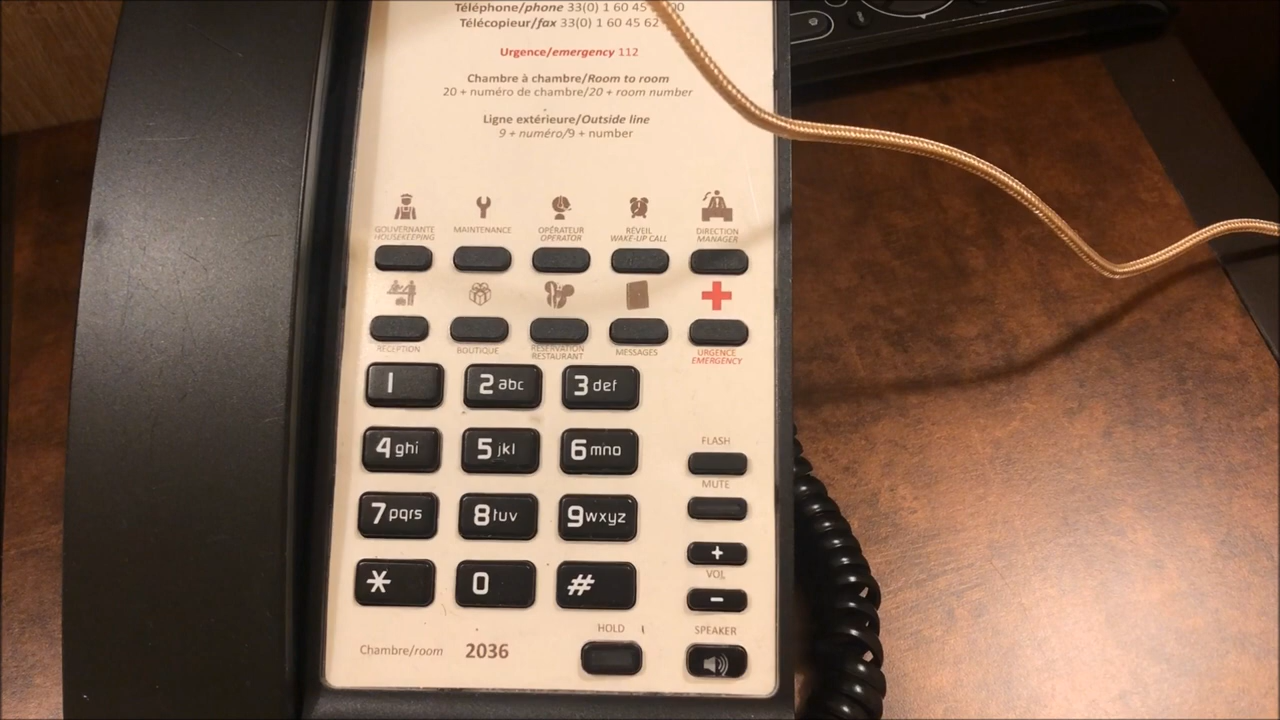 Téléphone/phone 33(0) 1 60 45 00
Télécopieur/fax 33(0) 1 60 45 62
Urgence/emergency 112
Chambre à chambre/Room to room
20 + numéro de chambre/20 + room number
Ligne extérieure/Outside line
9 + numéro/9 + number
GOUVERNANTE MAINTENANCE OPÉRATEUR RÉVEIL DIRECTION
HOUSEKEEPING OPERATOR WAKE-UP CALL MANAGER
RÉCEPTION BOUTIQUE RÉSERVATION MESSAGES URGENCE
RESTAURANT EMERGENCY
1 2 abc 3 def
FLASH
4 ghi 5 jkl 6 mno
MUTE
7 pqrs 8 tuv 9 wxyz
+
VOL
* 0 #
-
HOLD SPEAKER
Chambre/room 2036